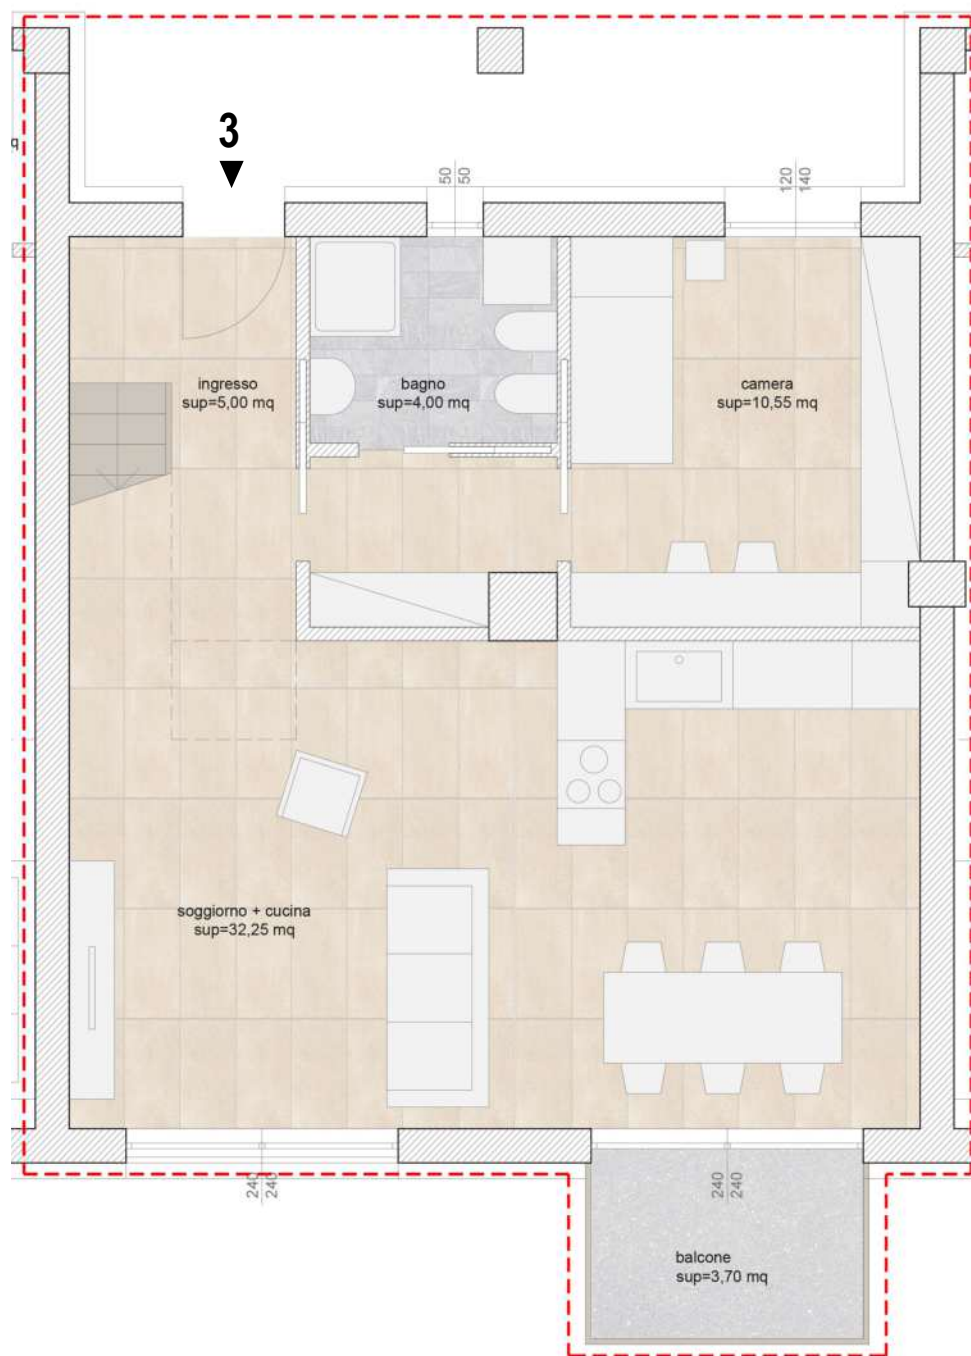 3
50
50
120
140
ingresso
sup=5,00 mq
bagno
sup=4,00 mq
camera
sup=10,55 mq
soggiorno + cucina
sup=32,25 mq
240
240
240
240
balcone
sup=3,70 mq